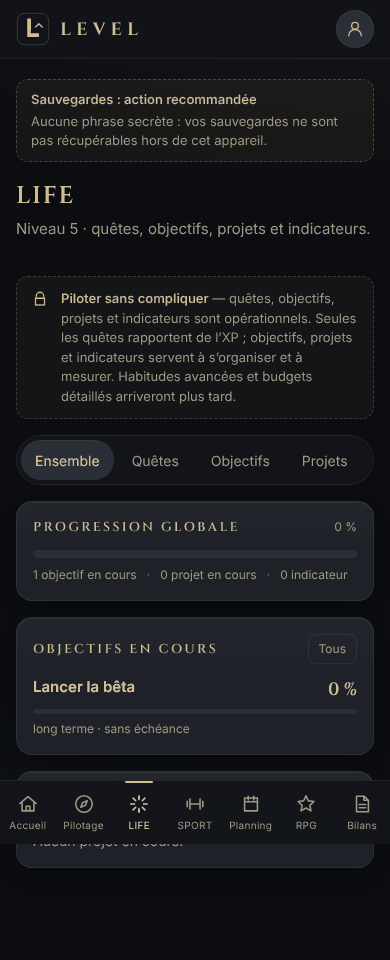 LEVEL
Sauvegardes : action recommandée
Aucune phrase secrète : vos sauvegardes ne sont
pas récupérables hors de cet appareil.
LIFE
Niveau 5 · quêtes, objectifs, projets et indicateurs.
Piloter sans compliquer — quêtes, objectifs,
projets et indicateurs sont opérationnels. Seules
les quêtes rapportent de l'XP ; objectifs, projets
et indicateurs servent à s'organiser et à
mesurer. Habitudes avancées et budgets
détaillés arriveront plus tard.
Ensemble Quêtes Objectifs Projets
PROGRESSION GLOBALE 0 %
1 objectif en cours · 0 projet en cours · 0 indicateur
OBJECTIFS EN COURS Tous
Lancer la bêta 0 %
long terme · sans échéance
Accueil Pilotage LIFE SPORT Planning RPG Bilans